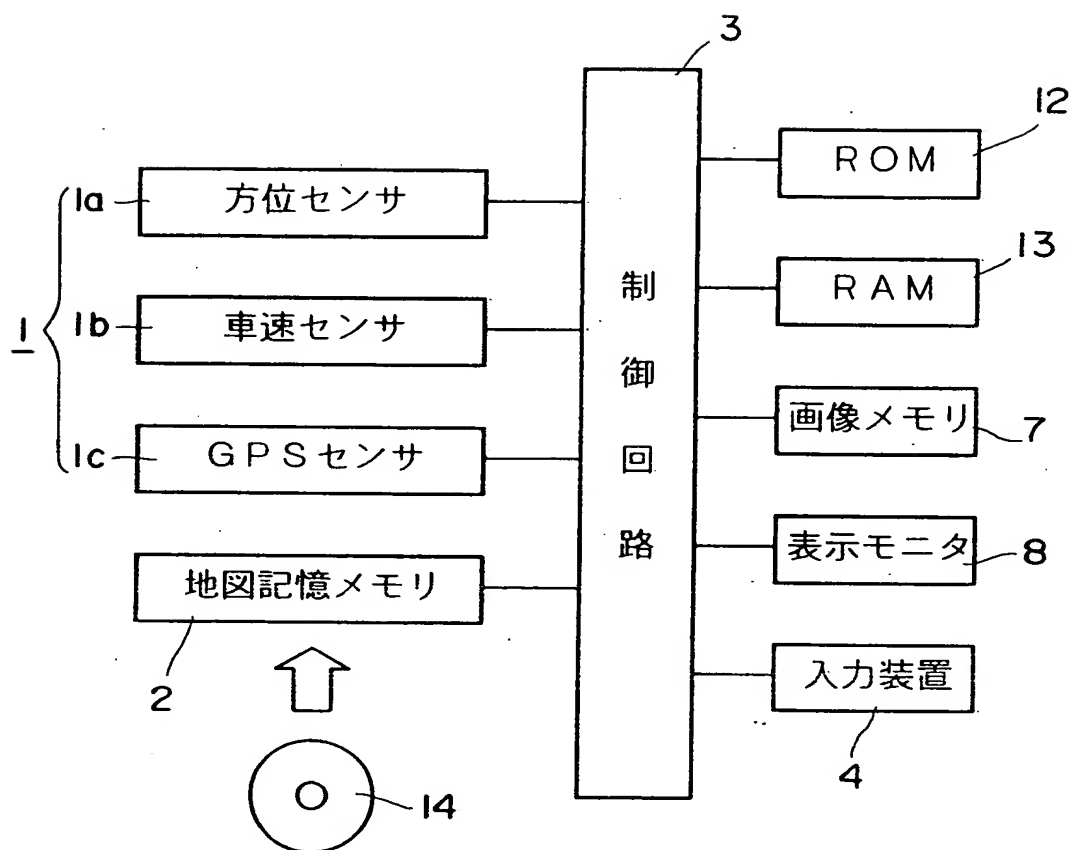 3
12
ROM
1a
方位センサ
13
RAM
制御回路
1
1b
車速センサ
画像メモリ
7
1c
GPSセンサ
表示モニタ
8
地図記憶メモリ
2
入力装置
4
14